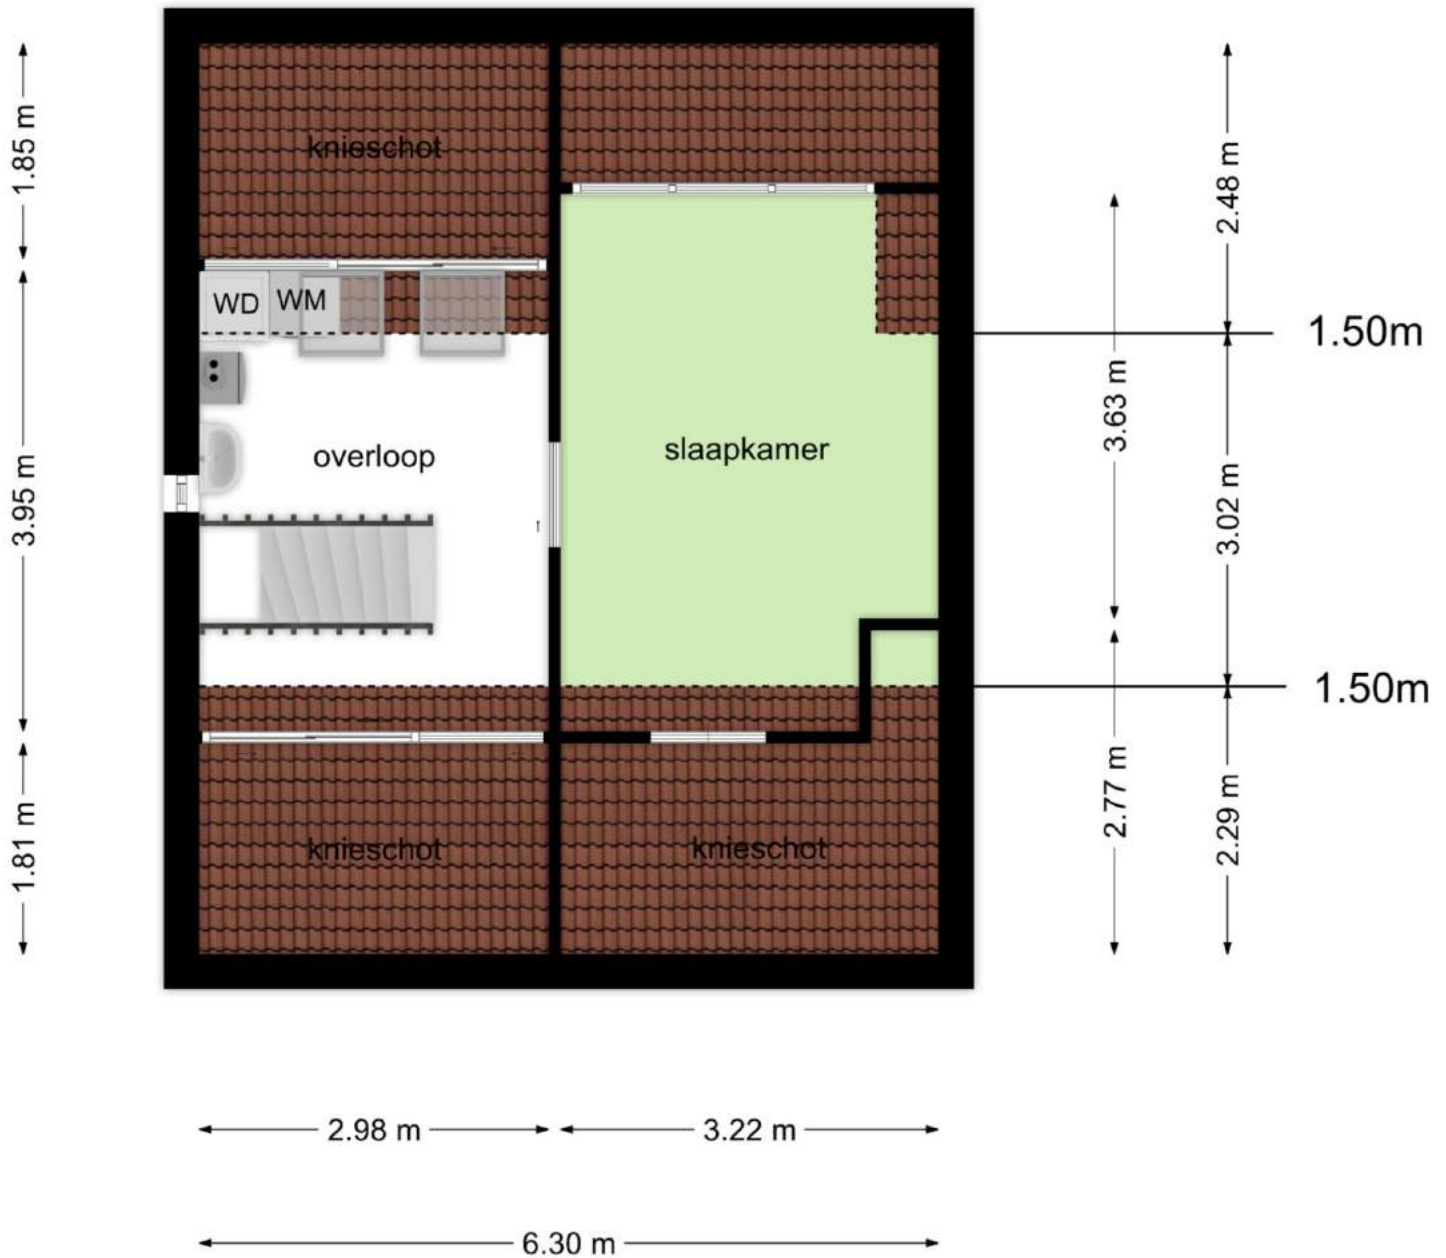 knieschot
1.85 m
2.48 m
WD WM
1.50m
3.63 m
overloop
slaapkamer
3.95 m
3.02 m
1.50m
2.77 m
1.81 m
knieschot
knieschot
2.29 m
2.98 m
3.22 m
6.30 m